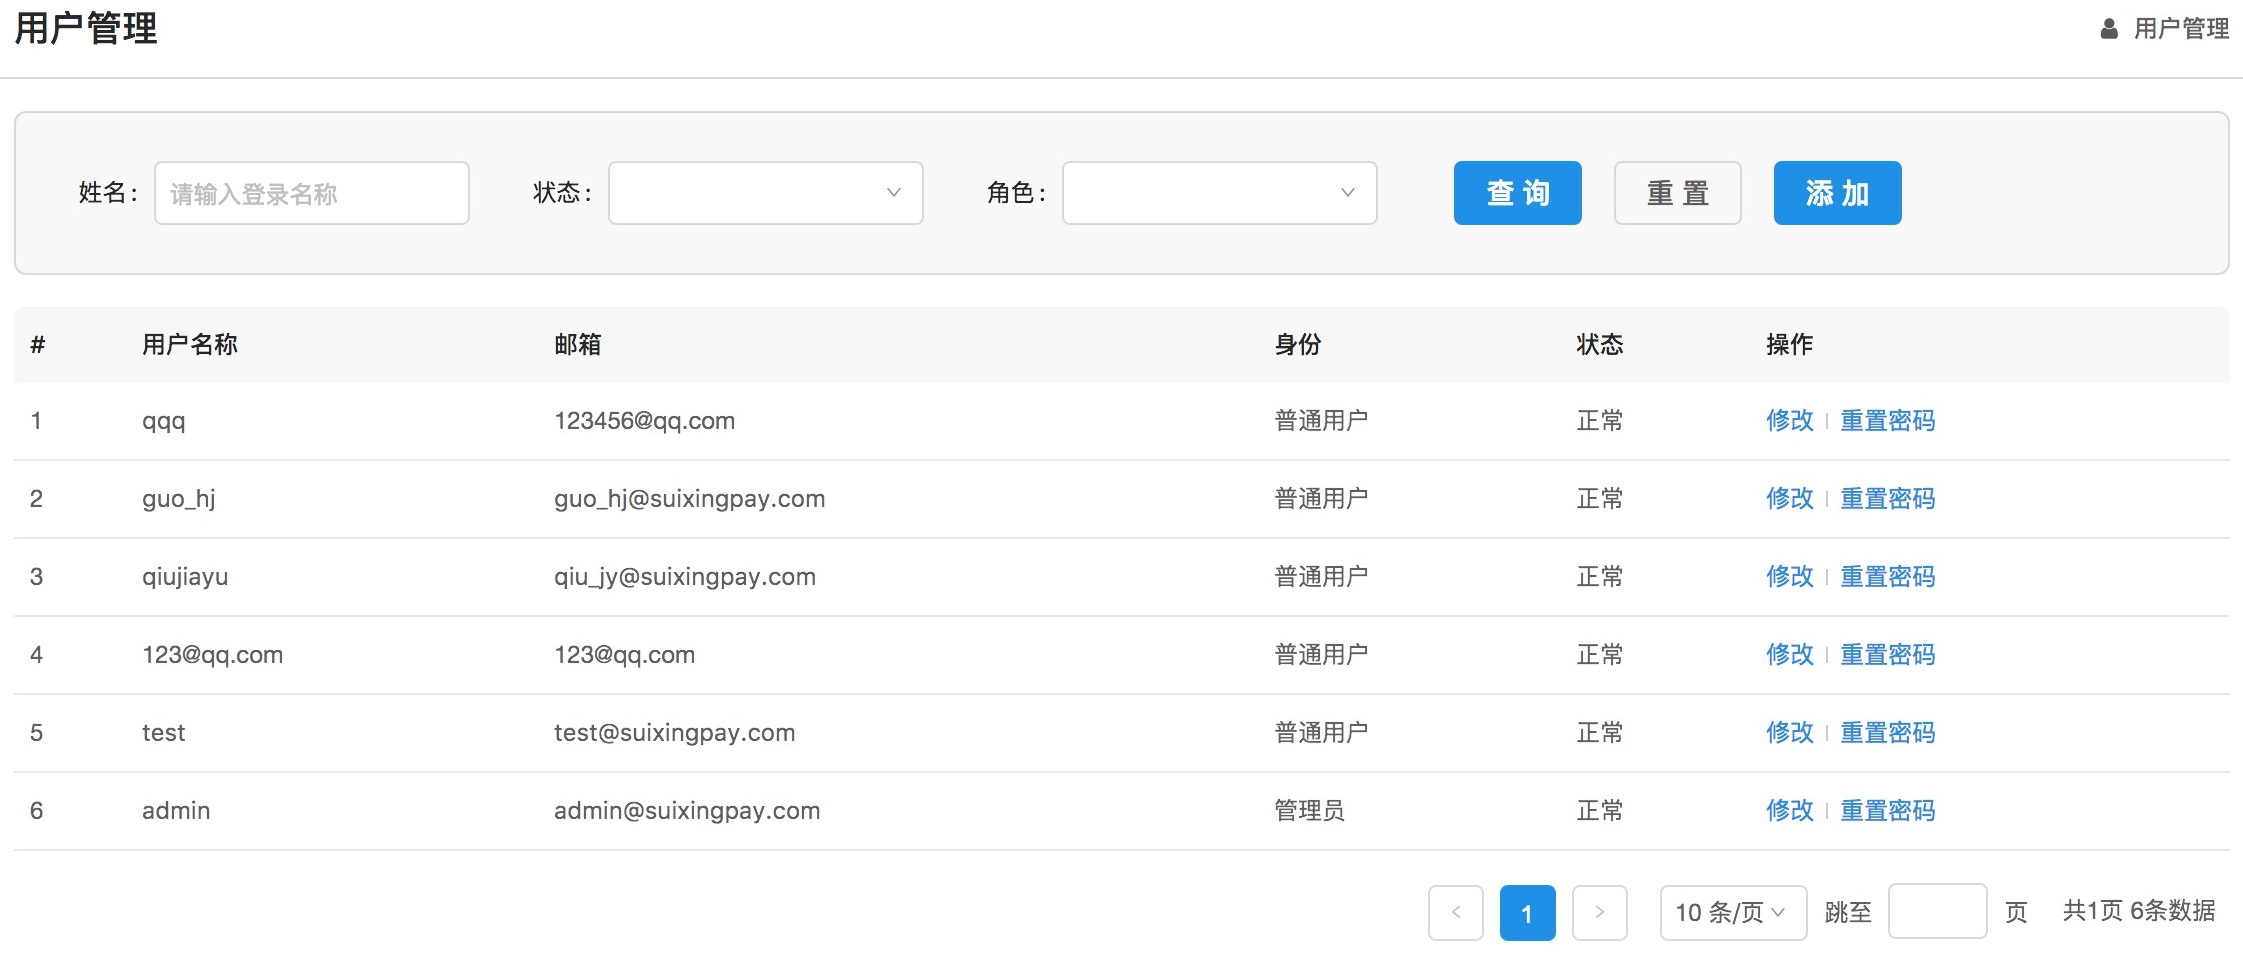 用户管理
用户管理
姓名: 请输入登录名称 状态: 角色: 查 询 重 置 添 加
# 用户名称 邮箱 身份 状态 操作
1 qqq 123456@qq.com 普通用户 正常 修改 | 重置密码
2 guo_hj guo_hj@suixingpay.com 普通用户 正常 修改 | 重置密码
3 qiujiayu qiu_jy@suixingpay.com 普通用户 正常 修改 | 重置密码
4 123@qq.com 123@qq.com 普通用户 正常 修改 | 重置密码
5 test test@suixingpay.com 普通用户 正常 修改 | 重置密码
6 admin admin@suixingpay.com 管理员 正常 修改 | 重置密码
< 1 > 10 条/页 跳至 页 共1页 6条数据